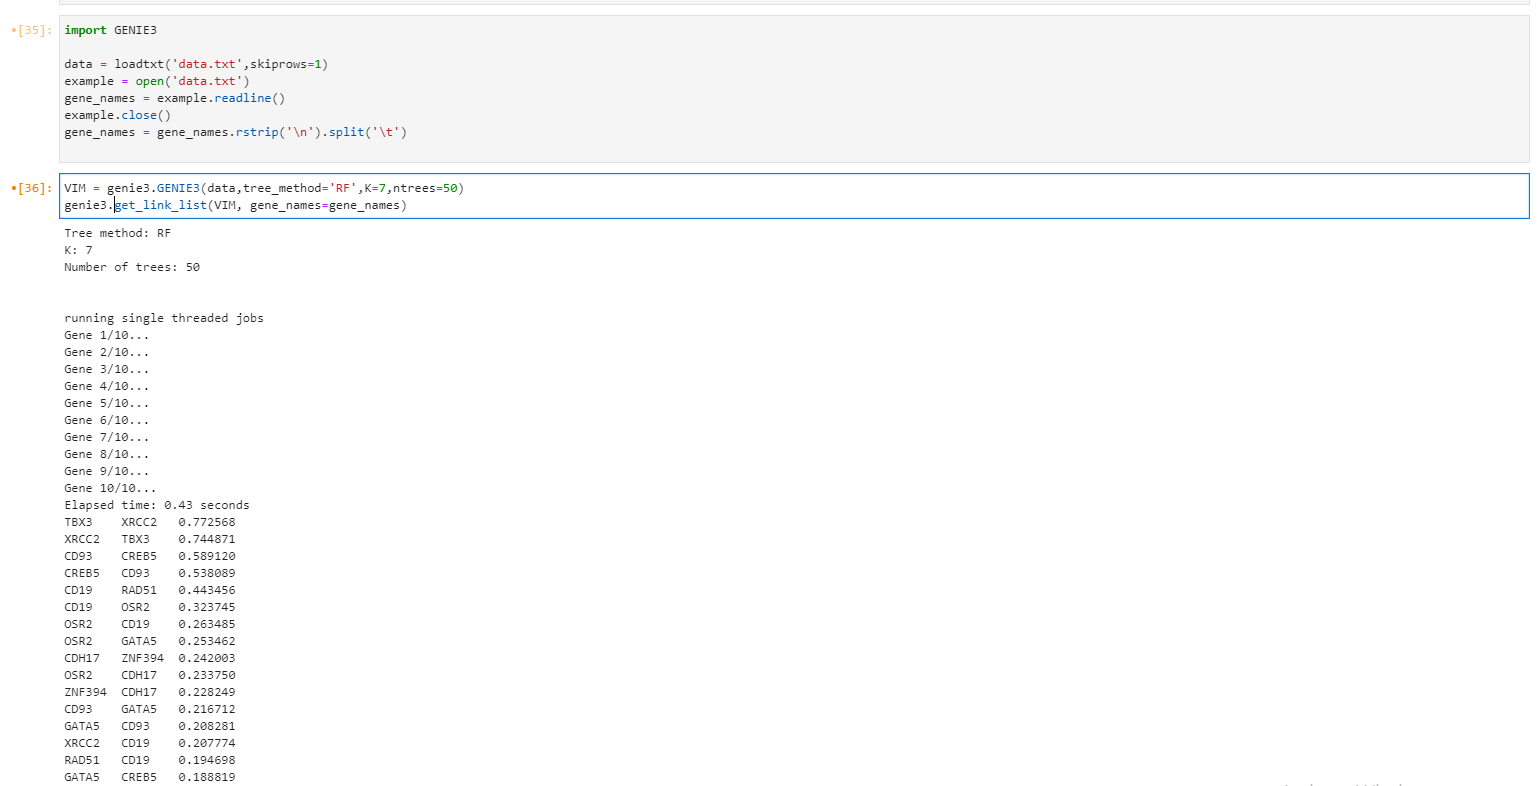 •[35]:
import GENIE3
data = loadtxt('data.txt',skiprows=1)
example = open('data.txt')
gene_names = example.readline()
example.close()
gene_names = gene_names.rstrip('\n').split('\t')
•[36]:
VIM = genie3.GENIE3(data,tree_method='RF',K=7,ntrees=50)
genie3.get_link_list(VIM, gene_names=gene_names)
Tree method: RF
K: 7
Number of trees: 50
running single threaded jobs
Gene 1/10...
Gene 2/10...
Gene 3/10...
Gene 4/10...
Gene 5/10...
Gene 6/10...
Gene 7/10...
Gene 8/10...
Gene 9/10...
Gene 10/10...
Elapsed time: 0.43 seconds
TBX3    XRCC2   0.772568
XRCC2   TBX3    0.744871
CD93    CREB5   0.589120
CREB5   CD93    0.538089
CD19    RAD51   0.443456
CD19    OSR2    0.323745
OSR2    CD19    0.263485
OSR2    GATA5   0.253462
CDH17   ZNF394  0.242003
OSR2    CDH17   0.233750
ZNF394  CDH17   0.228249
CD93    GATA5   0.216712
GATA5   CD93    0.208281
XRCC2   CD19    0.207774
RAD51   CD19    0.194698
GATA5   CREB5   0.188819